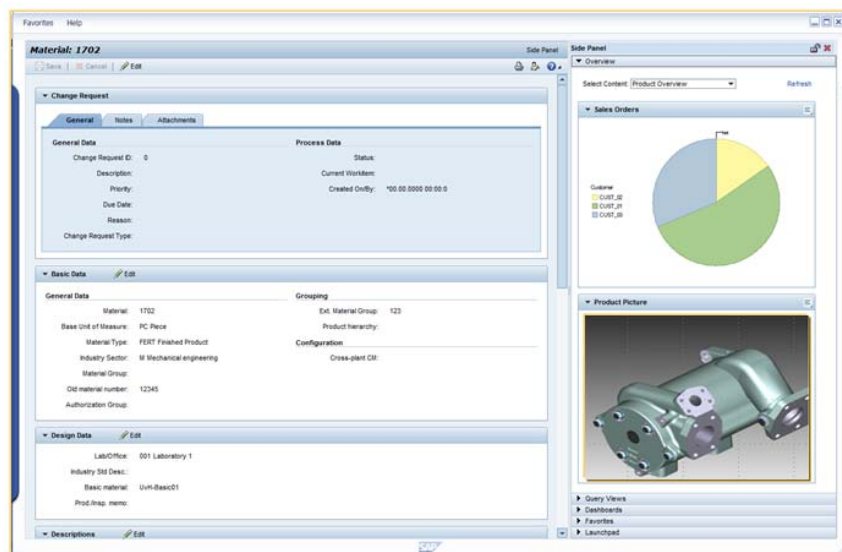 Favorites Help
Material: 1702
Side Panel
Save | Cancel | Edit
Change Request
General Notes Attachments
General Data
Change Request ID: 0
Description:
Priority:
Due Date:
Reason:
Change Request Type:
Process Data
Status:
Current Workitem:
Created On/By: *00.00.0000 00:00:0
Basic Data Edit
General Data
Material: 1702
Base Unit of Measure: PC Piece
Material Type: FERT Finished Product
Industry Sector: M Mechanical engineering
Material Group:
Old material number: 12345
Authorization Group:
Grouping
Ext. Material Group: 123
Product hierarchy:
Configuration
Cross-plant CM:
Design Data Edit
Lab/Office: 001 Laboratory 1
Industry Std Desc.:
Basic material: UvH-Basic01
Prod./insp. memo:
Descriptions Edit
SAP
Side Panel
Overview
Select Content: Product Overview Refresh
Sales Orders
Customer
CUST_02
CUST_01
CUST_03
Product Picture
Query Views
Dashboards
Favorites
Launchpad